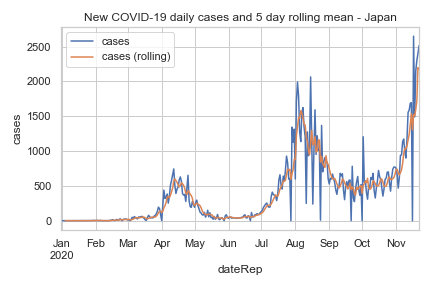 New COVID-19 daily cases and 5 day rolling mean - Japan
cases
cases (rolling)
2500
2000
1500
1000
500
0
cases
Jan Feb Mar Apr May Jun Jul Aug Sep Oct Nov
2020
dateRep